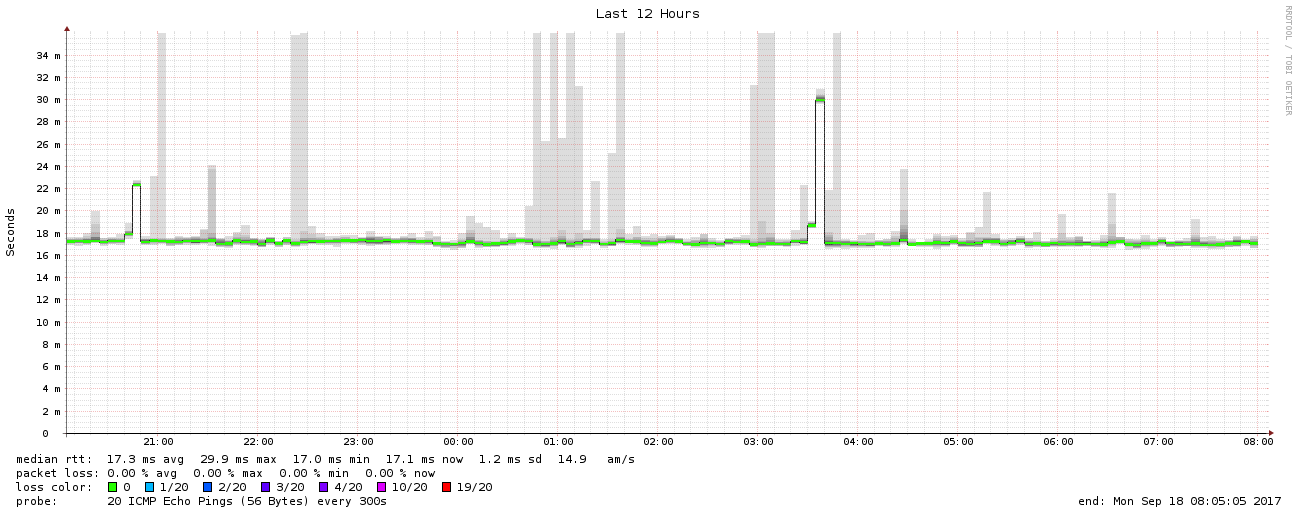 Last 12 Hours
RRDTOOL / TOBI OETIKER
Seconds
34 m
32 m
30 m
28 m
26 m
24 m
22 m
20 m
18 m
16 m
14 m
12 m
10 m
8 m
6 m
4 m
2 m
0
21:00 22:00 23:00 00:00 01:00 02:00 03:00 04:00 05:00 06:00 07:00 08:00
median rtt: 17.3 ms avg 29.9 ms max 17.0 ms min 17.1 ms now 1.2 ms sd 14.9 am/s
packet loss: 0.00 % avg 0.00 % max 0.00 % min 0.00 % now
loss color: 0 1/20 2/20 3/20 4/20 10/20 19/20
probe: 20 ICMP Echo Pings (56 Bytes) every 300s end: Mon Sep 18 08:05:05 2017